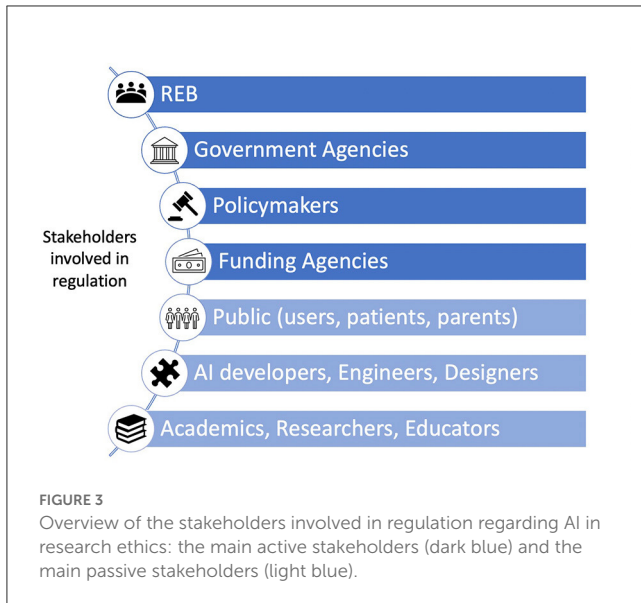 REB
Government Agencies
Policymakers
Stakeholders
involved in
regulation
Funding Agencies
Public (users, patients, parents)
AI developers, Engineers, Designers
Academics, Researchers, Educators
FIGURE 3
Overview of the stakeholders involved in regulation regarding AI in
research ethics: the main active stakeholders (dark blue) and the
main passive stakeholders (light blue).